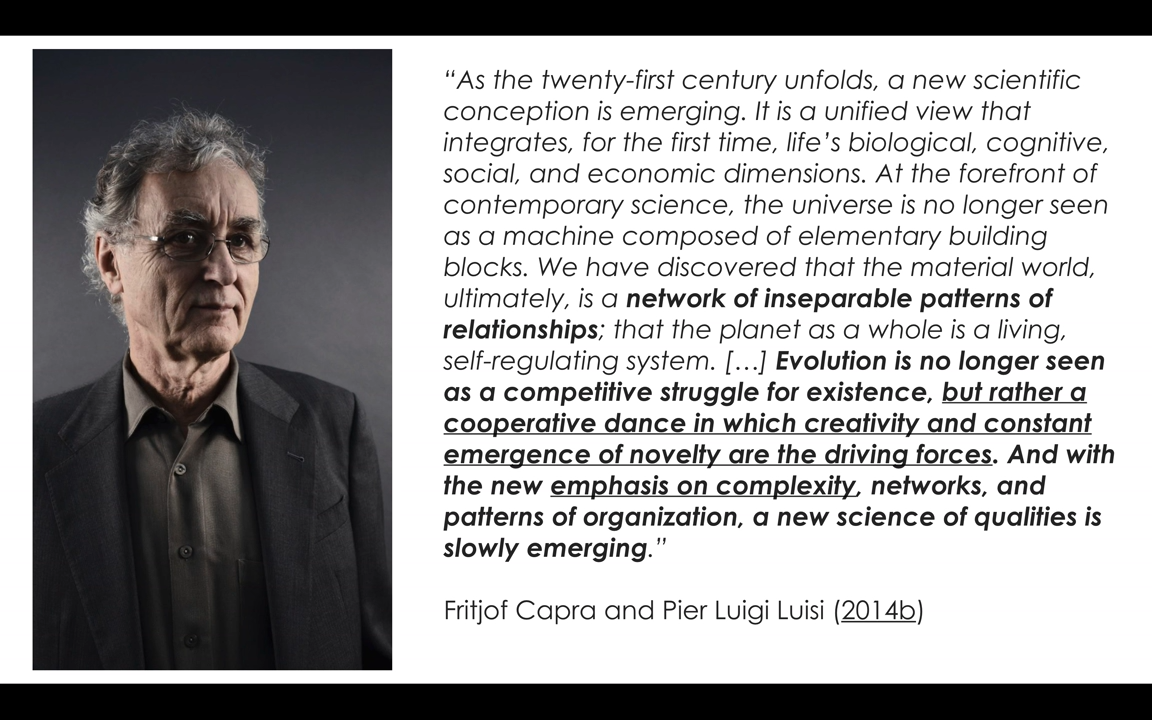 “As the twenty-first century unfolds, a new scientific
conception is emerging. It is a unified view that
integrates, for the first time, life’s biological, cognitive,
social, and economic dimensions. At the forefront of
contemporary science, the universe is no longer seen
as a machine composed of elementary building
blocks. We have discovered that the material world,
ultimately, is a network of inseparable patterns of
relationships; that the planet as a whole is a living,
self-regulating system. […] Evolution is no longer seen
as a competitive struggle for existence, but rather a
cooperative dance in which creativity and constant
emergence of novelty are the driving forces. And with
the new emphasis on complexity, networks, and
patterns of organization, a new science of qualities is
slowly emerging.”
Fritjof Capra and Pier Luigi Luisi (2014b)